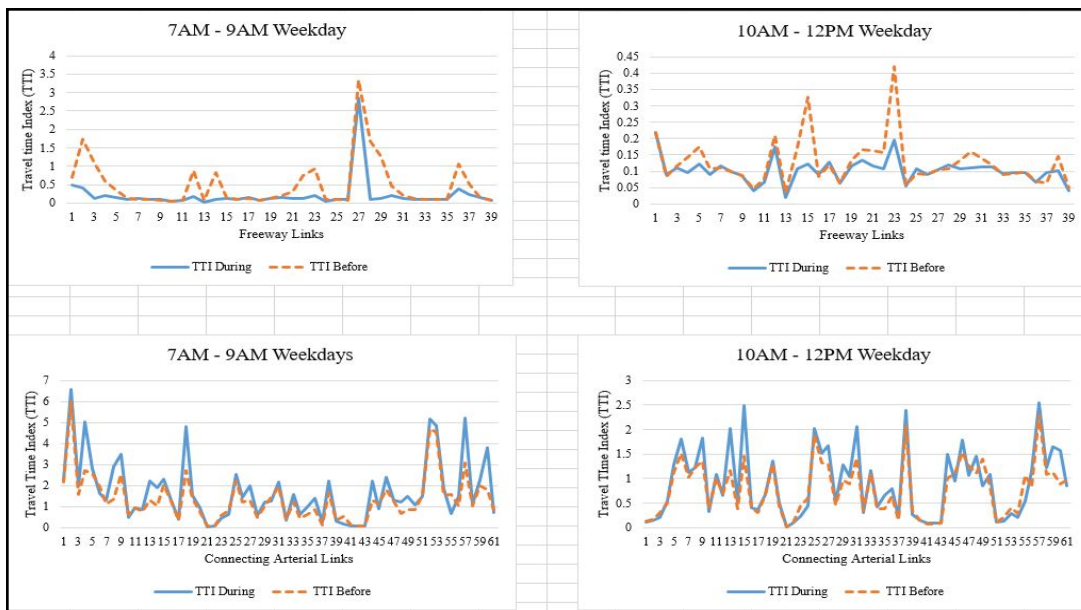 7AM - 9AM Weekday
Travel time Index (TTI)
4
3.5
3
2.5
2
1.5
1
0.5
0
1 3 5 7 9 11 13 15 17 19 21 23 25 27 29 31 33 35 37 39
Freeway Links
TTI During TTI Before
10AM - 12PM Weekday
Travel time Index (TTI)
0.45
0.4
0.35
0.3
0.25
0.2
0.15
0.1
0.05
0
1 3 5 7 9 11 13 15 17 19 21 23 25 27 29 31 33 35 37 39
Freeway Links
TTI During TTI Before
7AM - 9AM Weekdays
Travel Time Index (TTI)
7
6
5
4
3
2
1
0
1 3 5 7 9 11 13 15 17 19 21 23 25 27 29 31 33 35 37 39 41 43 45 47 49 51 53 55 57 59 61
Connecting Arterial Links
TTI During TTI Before
10AM - 12PM Weekday
Travel TIme Index (TTI)
3
2.5
2
1.5
1
0.5
0
1 3 5 7 9 11 13 15 17 19 21 23 25 27 29 31 33 35 37 39 41 43 45 47 49 51 53 55 57 59 61
Connecting Arterial Links
TTI During TTI Before